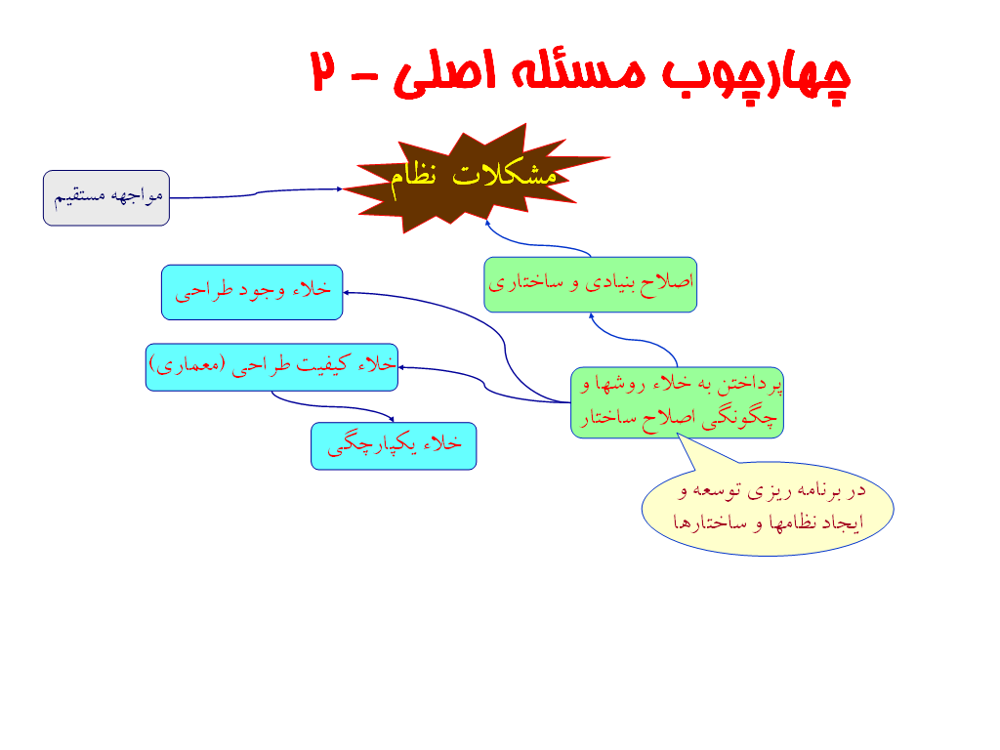 چهارچوب مسئله اصلی – ۲
مشکلات نظام
مواجهه مستقیم
اصلاح بنیادی و ساختاری
خلاء وجود طراحی
خلاء کیفیت طراحی (معماری)
پرداختن به خلاء روشها و
چگونگی اصلاح ساختار
خلاء یکپارچگی
در برنامه ریزی توسعه و
ایجاد نظامها و ساختارها